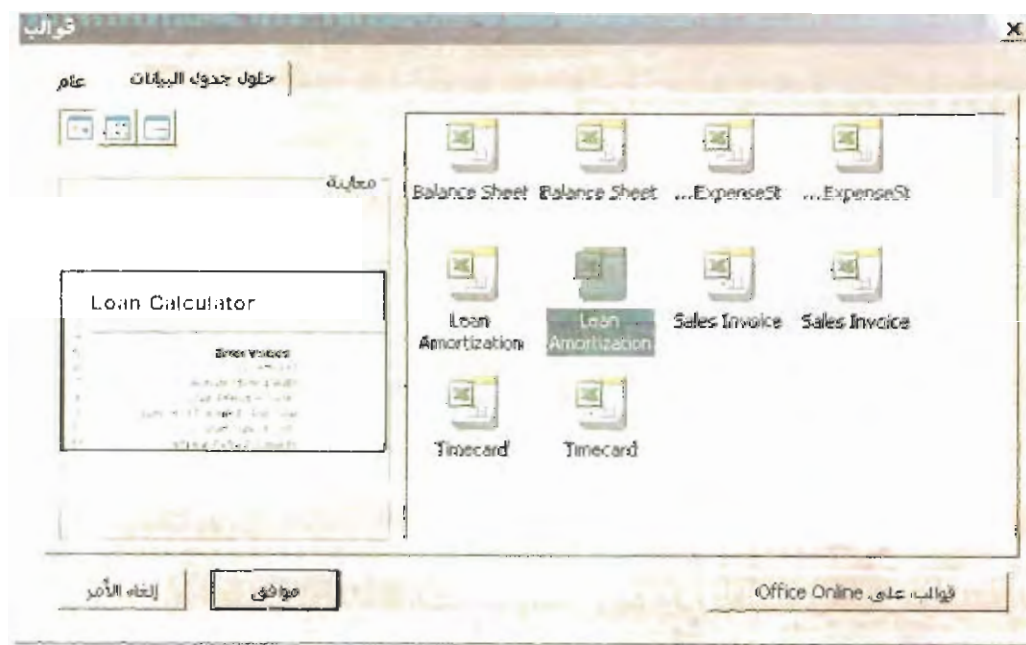 قوالب
عام
حلول جدول البيانات
معاينة
Loan Calculator
Enter Values
Balance Sheet
Balance Sheet
...ExpenseSt
...ExpenseSt
Loan
Amortization
Loan
Amortization
Sales Invoice
Sales Invoice
Timecard
Timecard
إلغاء الأمر
موافق
قوالب على Office Online